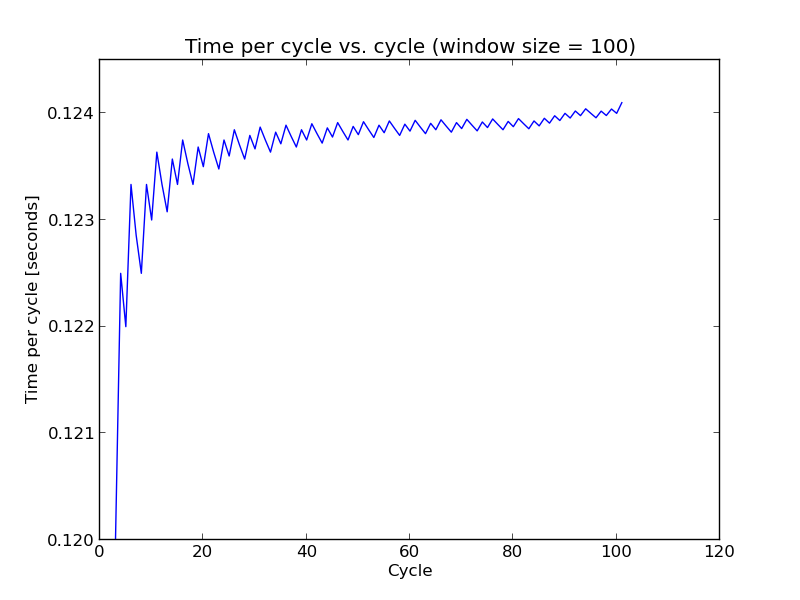 Time per cycle vs. cycle (window size = 100)
Time per cycle [seconds]
0.124
0.123
0.122
0.121
0.120
0 20 40 60 80 100 120
Cycle